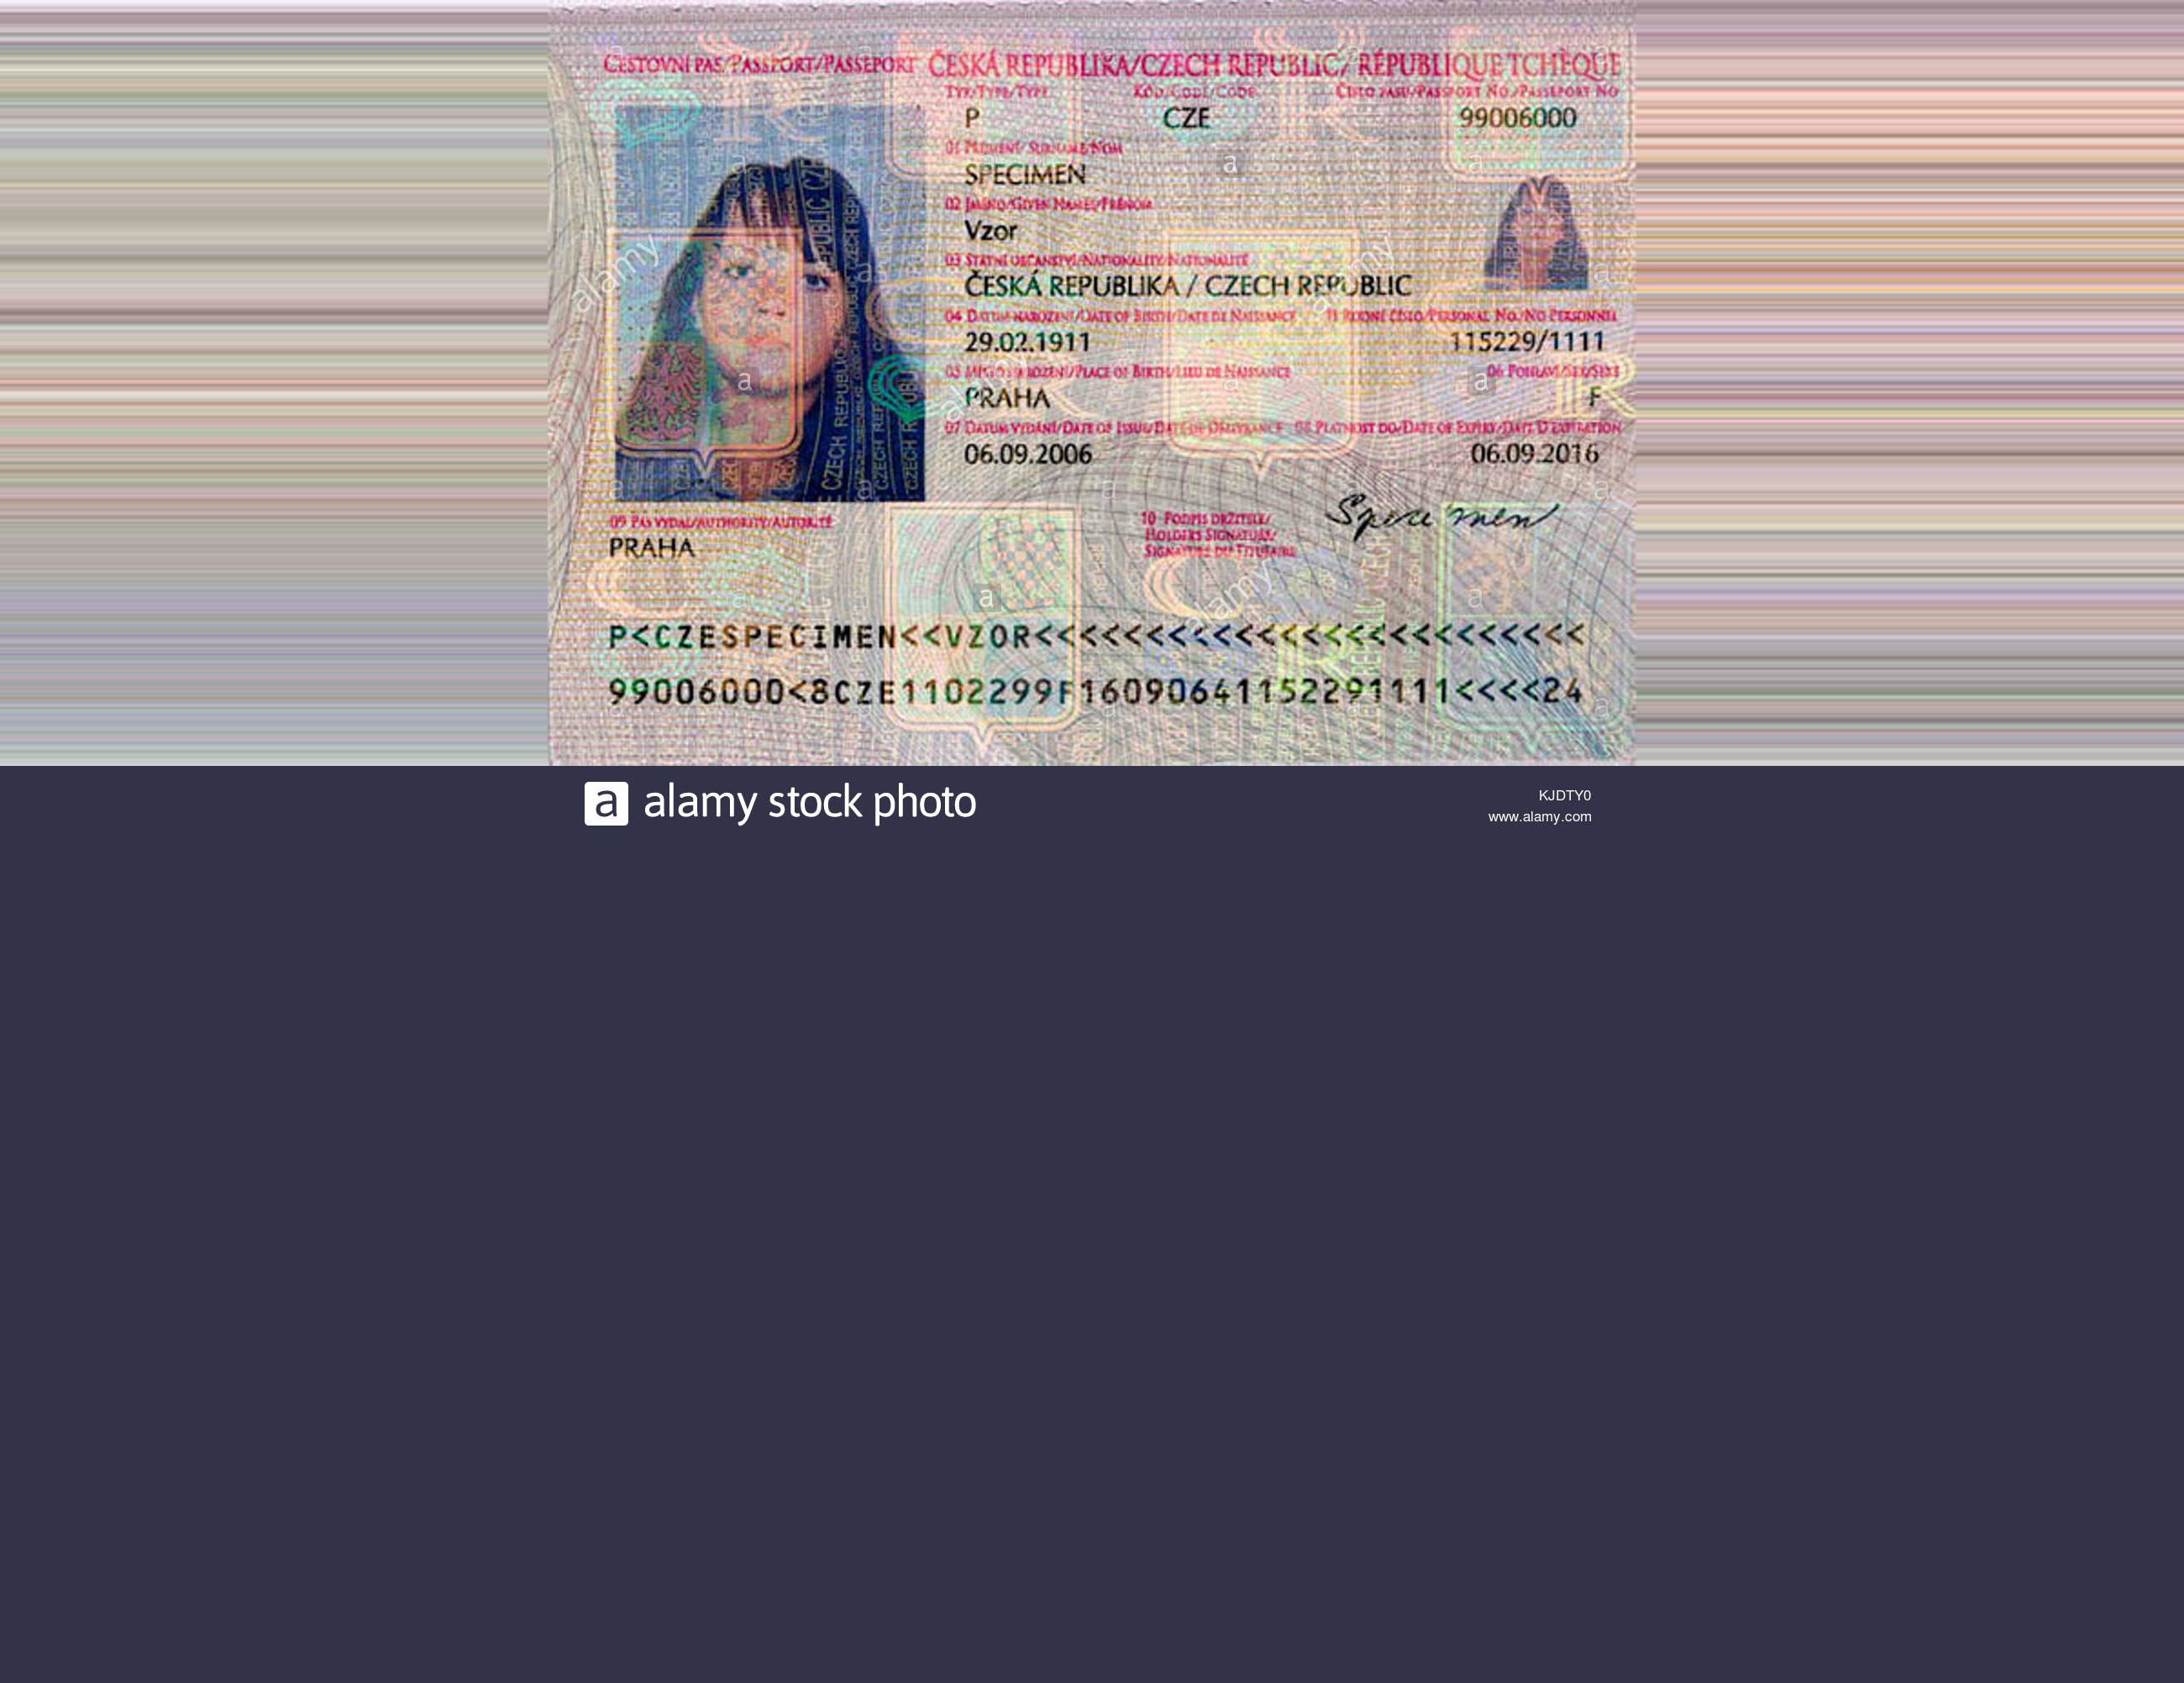 CESTOVNÍ PAS/PASSPORT/PASSEPORT ČESKÁ REPUBLIKA/CZECH REPUBLIC/ RÉPUBLIQUE TCHÈQUE
TYP/TYPE/TYPE KÓD/CODE/CODE ČÍSLO PASU/PASSPORT NO./PASSEPORT NO
P CZE 99006000
01 PŘÍJMENÍ/ SURNAME/NOM
SPECIMEN
02 JMÉNO/GIVEN NAMES/PRÉNOM
Vzor
03 STÁTNÍ OBČANSTVÍ/NATIONALITY/NATIONALITÉ
ČESKÁ REPUBLIKA / CZECH REPUBLIC
04 DATUM NAROZENÍ/DATE OF BIRTH/DATE DE NAISSANCE 11 RODNÉ ČÍSLO/PERSONAL NO./NO PERSONNEL
29.02.1911 115229/1111
05 MÍSTO NAROZENÍ/PLACE OF BIRTH/LIEU DE NAISSANCE 06 POHLAVÍ/SEX/SEXE
PRAHA F
07 DATUM VYDÁNÍ/DATE OF ISSUE/DATE DE DÉLIVRANCE 08 PLATNOST DO/DATE OF EXPIRY/DATE D'EXPIRATION
06.09.2006 06.09.2016
09 PAS VYDAL/AUTHORITY/AUTORITÉ
PRAHA
10 PODPIS DRŽITELE/
HOLDERS SIGNATURE/
SIGNATURE DU TITULAIRE
Specimen
P<CZESPECIMEN<<VZOR<<<<<<<<<<<<<<<<<<<<<<<<<
99006000<8CZE1102299F16090641152291111<<<<24
a alamy stock photo
KJDTY0
www.alamy.com